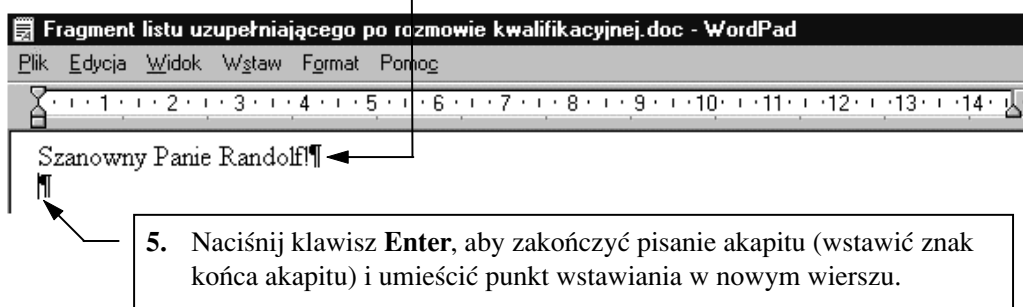 Fragment listu uzupełniającego po rozmowie kwalifikacyjnej.doc - WordPad
Plik Edycja Widok Wstaw Format Pomoc
1 2 3 4 5 6 7 8 9 10 11 12 13 14
Szanowny Panie Randolf!¶
¶
5. Naciśnij klawisz Enter, aby zakończyć pisanie akapitu (wstawić znak
końca akapitu) i umieścić punkt wstawiania w nowym wierszu.